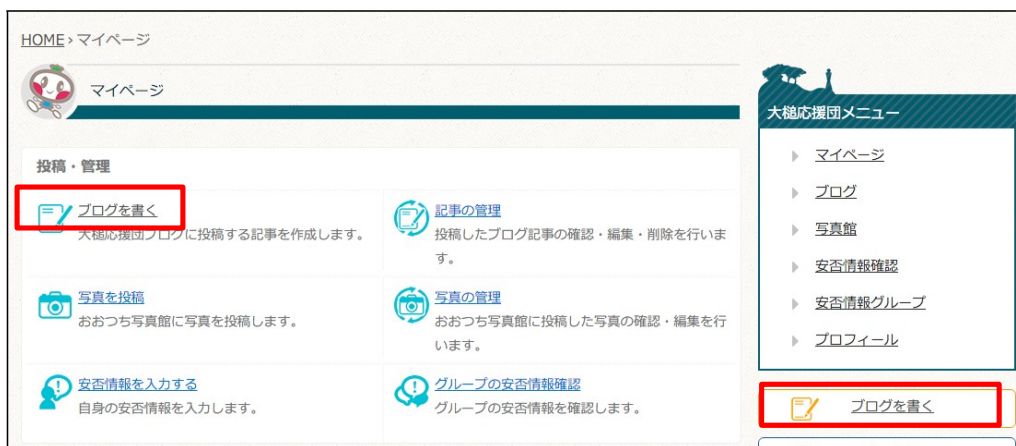 HOME›マイページ
マイページ
投稿・管理
ブログを書く
大槌応援団ブログに投稿する記事を作成します。
記事の管理
投稿したブログ記事の確認・編集・削除を行いま
す。
写真を投稿
おおつち写真館に写真を投稿します。
写真の管理
おおつち写真館に投稿した写真の確認・編集を行
います。
安否情報を入力する
自身の安否情報を入力します。
グループの安否情報確認
グループの安否情報を確認します。
大槌応援団メニュー
マイページ
ブログ
写真館
安否情報確認
安否情報グループ
プロフィール
ブログを書く